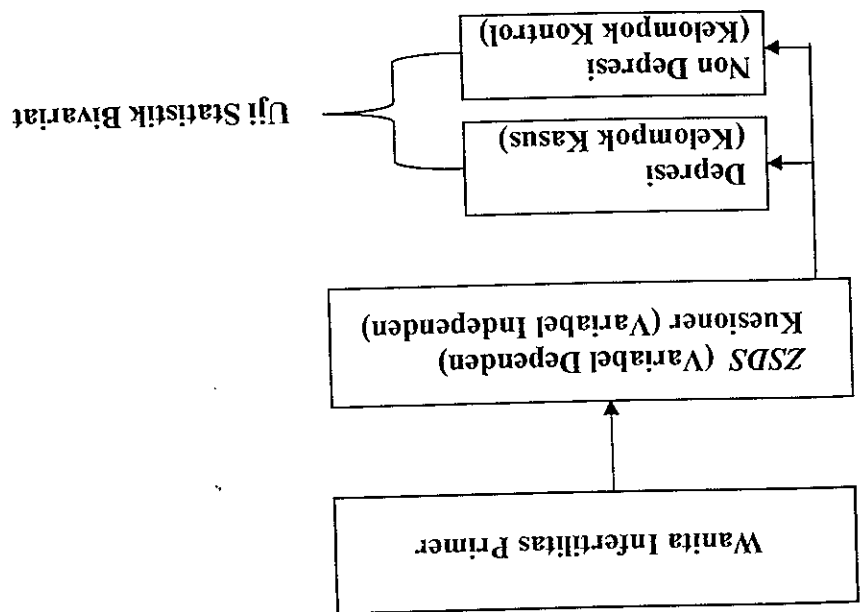 Wanita Infertilitas Primer
ZSDS (Variabel Dependen)
Kuesioner (Variabel Independen)
Depresi
(Kelompok Kasus)
Non Depresi
(Kelompok Kontrol)
Uji Statistik Bivariat